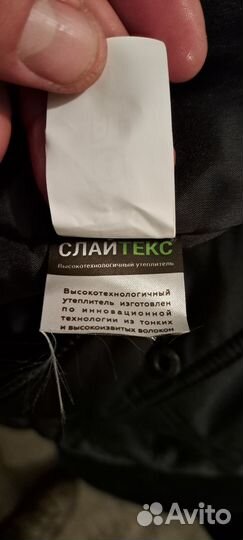 СЛАЙТЕКС
Высокотехнологичный утеплитель
Высокотехнологичный
утеплитель изготовлен
по инновационной
технологии из тонких
и высокоизвитых волокон
Avito